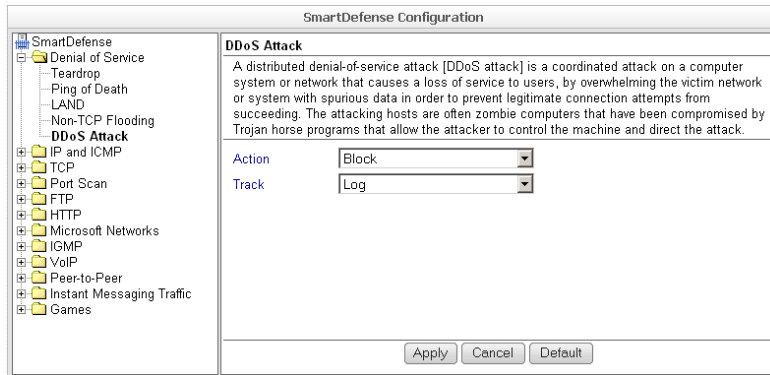 SmartDefense Configuration
SmartDefense
Denial of Service
Teardrop
Ping of Death
LAND
Non-TCP Flooding
DDoS Attack
IP and ICMP
TCP
Port Scan
FTP
HTTP
Microsoft Networks
IGMP
VoIP
Peer-to-Peer
Instant Messaging Traffic
Games
DDoS Attack
A distributed denial-of-service attack [DDoS attack] is a coordinated attack on a computer
system or network that causes a loss of service to users, by overwhelming the victim network
or system with spurious data in order to prevent legitimate connection attempts from
succeeding. The attacking hosts are often zombie computers that have been compromised by
Trojan horse programs that allow the attacker to control the machine and direct the attack.
Action Block
Track Log
Apply Cancel Default